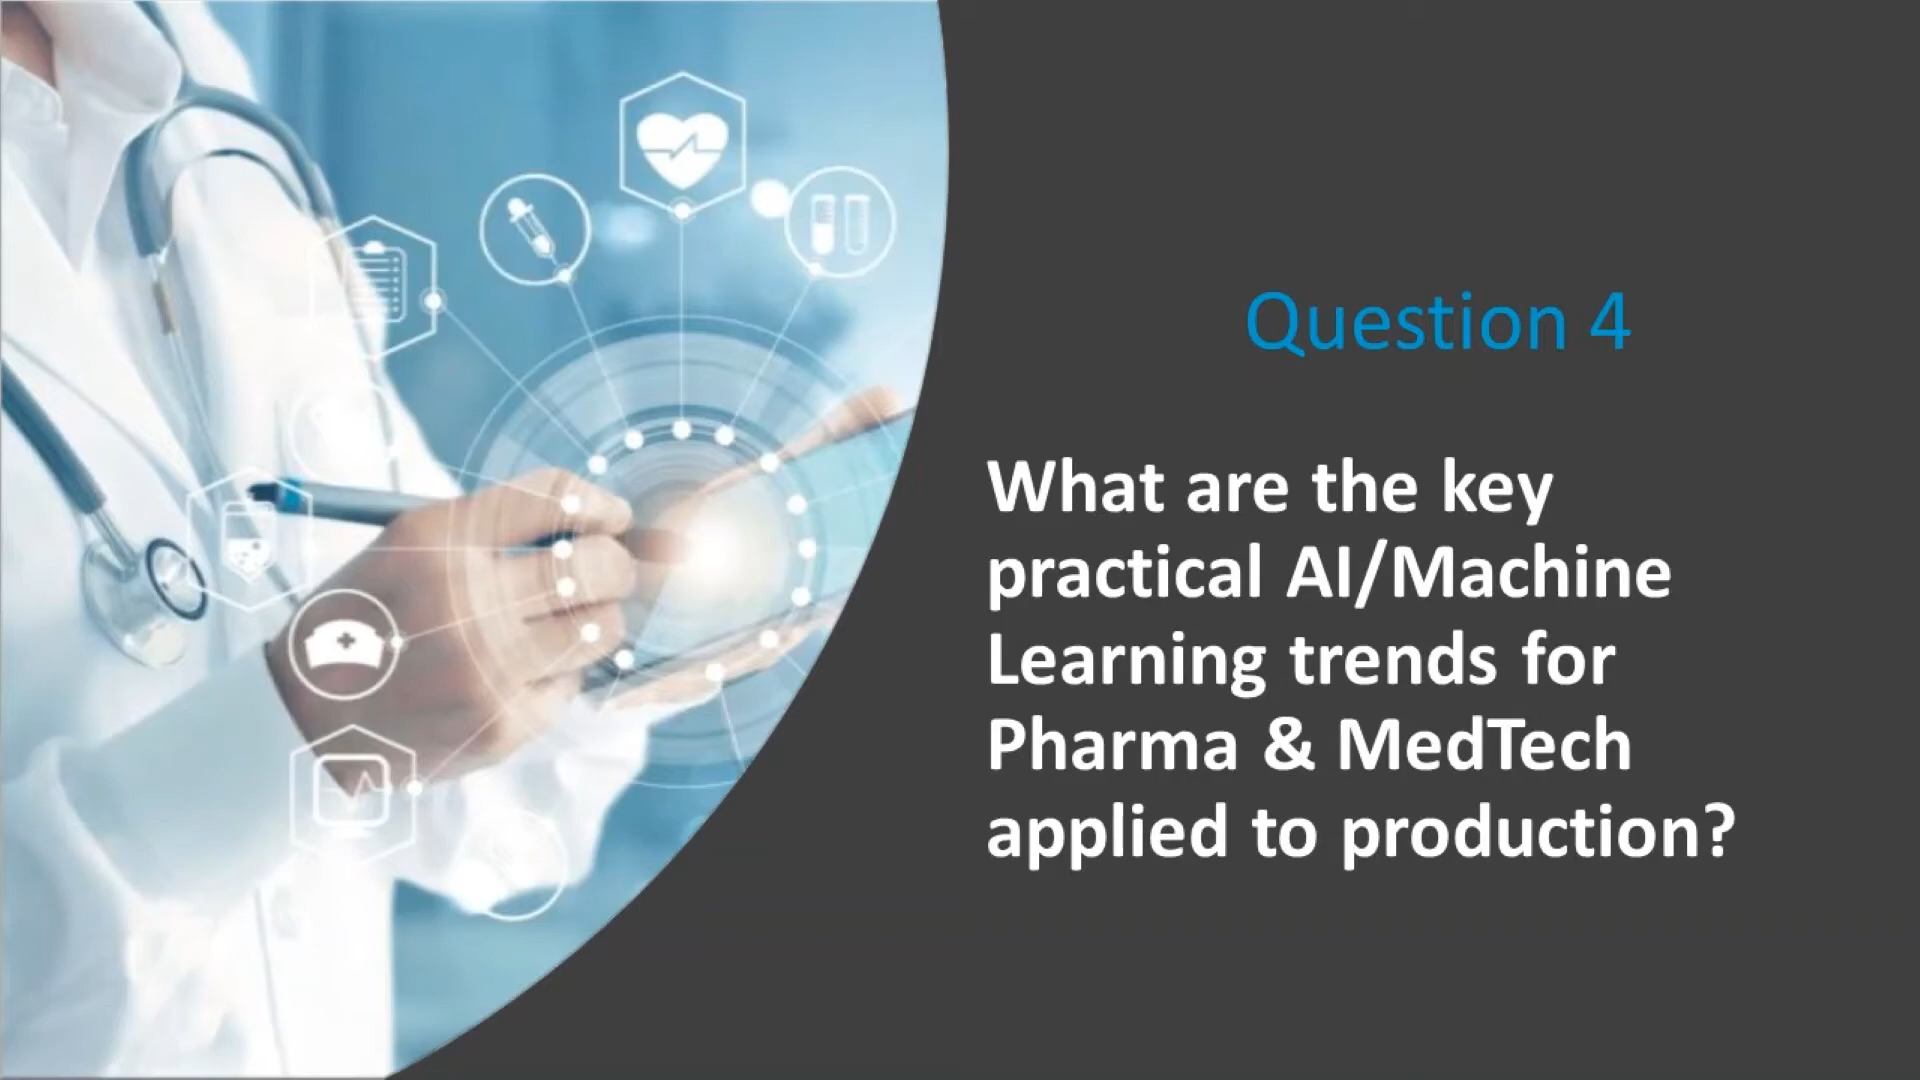 Question 4
What are the key
practical AI/Machine
Learning trends for
Pharma & MedTech
applied to production?